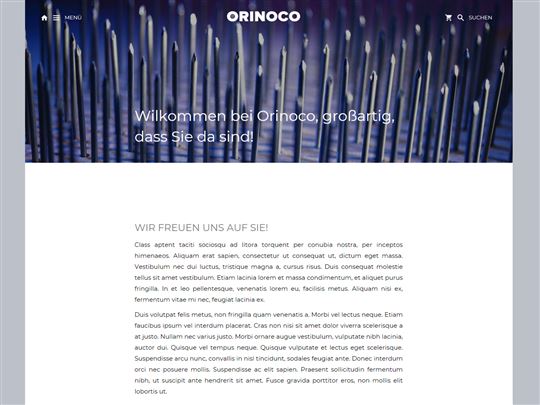 MENÜ
ORINOCO
SUCHEN
Wilkommen bei Orinoco, großartig,
dass Sie da sind!
WIR FREUEN UNS AUF SIE!
Class aptent taciti sociosqu ad litora torquent per conubia nostra, per inceptos
himenaeos. Aliquam erat sapien, consectetur ut consequat ut, dictum eget massa.
Vestibulum nec dui luctus, tristique magna a, cursus risus. Duis consequat molestie
tellus sit amet vestibulum. Etiam lacinia lorem et massa condimentum, et aliquet purus
fringilla. In et leo pellentesque, venenatis lorem eu, facilisis metus. Aliquam nisi ex,
fermentum vitae mi nec, feugiat lacinia ex.
Duis volutpat felis metus, non fringilla quam venenatis a. Morbi vel lectus neque. Etiam
faucibus ipsum vel interdum placerat. Cras non nisi sit amet dolor viverra scelerisque a
at justo. Nullam nec varius justo. Morbi ornare augue vestibulum, vulputate nibh lacinia,
auctor dui. Quisque vel tempus neque. Quisque vulputate et lectus eget scelerisque.
Suspendisse arcu nunc, convallis in nisl tincidunt, sodales feugiat ante. Donec interdum
orci nec posuere mollis. Suspendisse ac elit sapien. Praesent sollicitudin fermentum
nibh, ut suscipit ante hendrerit sit amet. Fusce gravida porttitor eros, non mollis elit
lobortis ut.